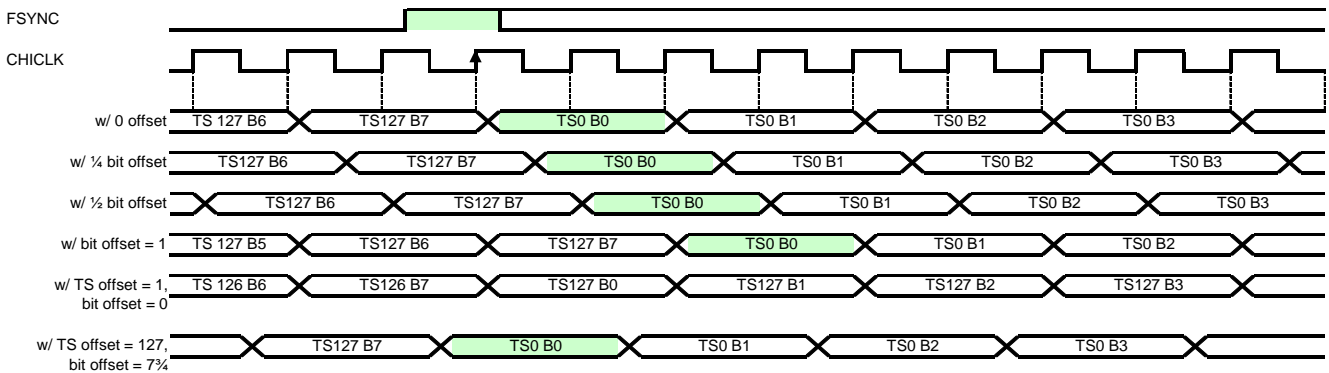 FSYNC
CHICLK
w/ 0 offset TS 127 B6 TS127 B7 TS0 B0 TS0 B1 TS0 B2 TS0 B3
w/ ¼ bit offset TS127 B6 TS127 B7 TS0 B0 TS0 B1 TS0 B2 TS0 B3
w/ ½ bit offset TS127 B6 TS127 B7 TS0 B0 TS0 B1 TS0 B2 TS0 B3
w/ bit offset = 1 TS 127 B5 TS127 B6 TS127 B7 TS0 B0 TS0 B1 TS0 B2
w/ TS offset = 1, TS 126 B6 TS126 B7 TS127 B0 TS127 B1 TS127 B2 TS127 B3
bit offset = 0
w/ TS offset = 127, TS127 B7 TS0 B0 TS0 B1 TS0 B2 TS0 B3
bit offset = 7¾